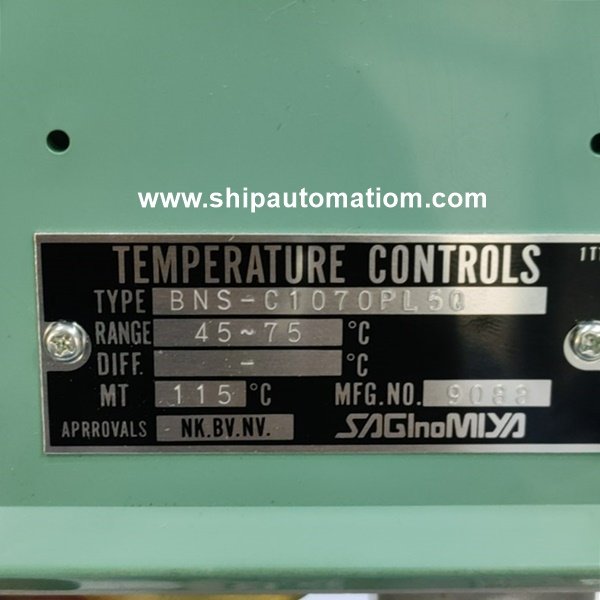 www.shipautomatiom.com
TEMPERATURE CONTROLS
TYPE BNS-C1070PL5Q
RANGE 45~75 °C
DIFF. - °C
MT 115 °C MFG.NO. 9088
APRROVALS NK.BV.NV. SAGInoMIYA